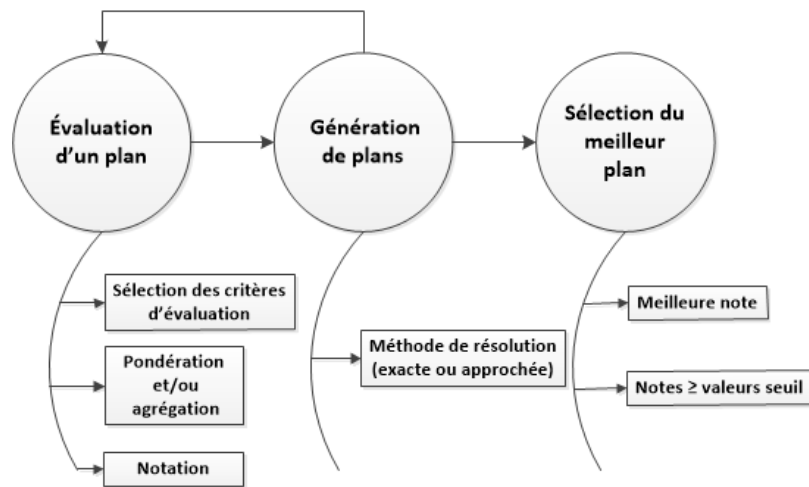 Évaluation
d'un plan
Génération
de plans
Sélection du
meilleur
plan
Sélection des critères
d'évaluation
Pondération
et/ou
agrégation
Notation
Méthode de résolution
(exacte ou approchée)
Meilleure note
Notes ≥ valeurs seuil